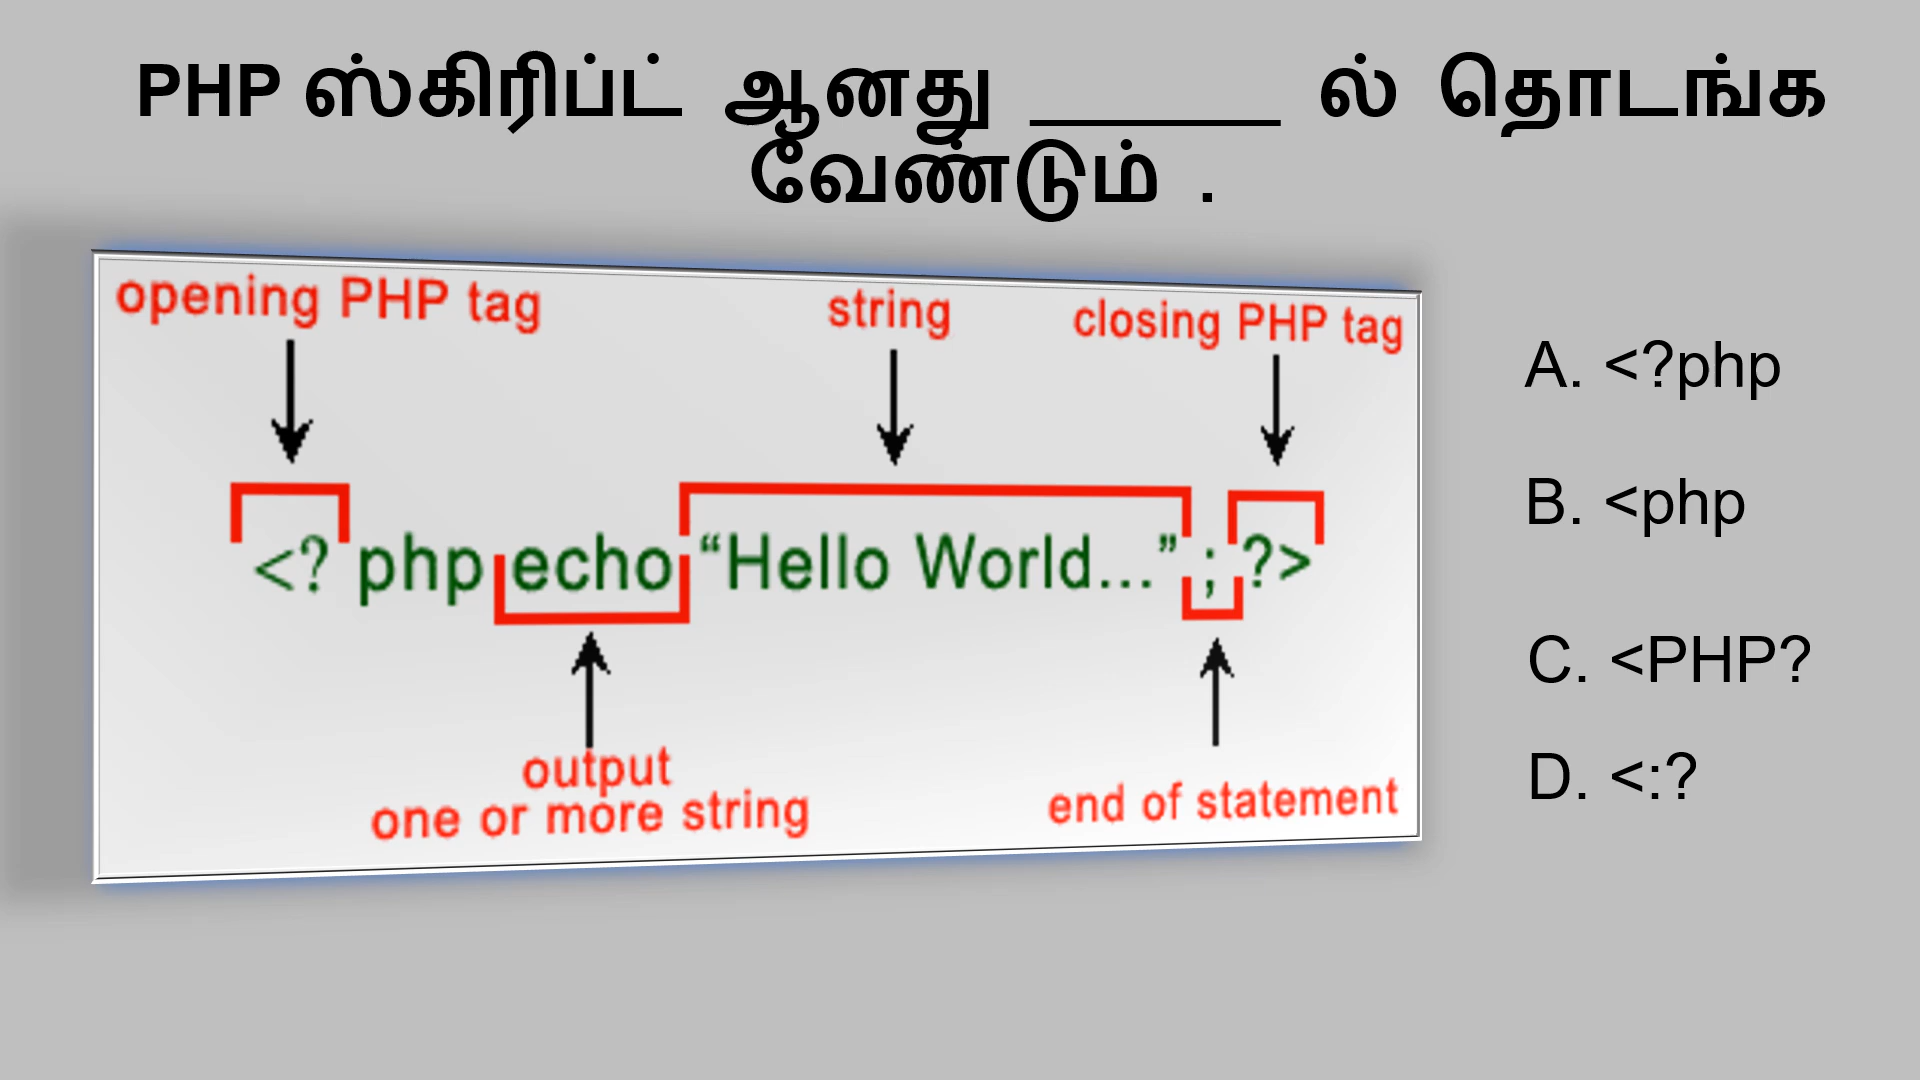 PHP ஸ்கிரிப்ட் ஆனது ______ ல் தொடங்க
வேண்டும் .
opening PHP tag
string
closing PHP tag
<? php echo “Hello World...” ; ?>
output
one or more string
end of statement
A. <?php
B. <php
C. <PHP?
D. <:?